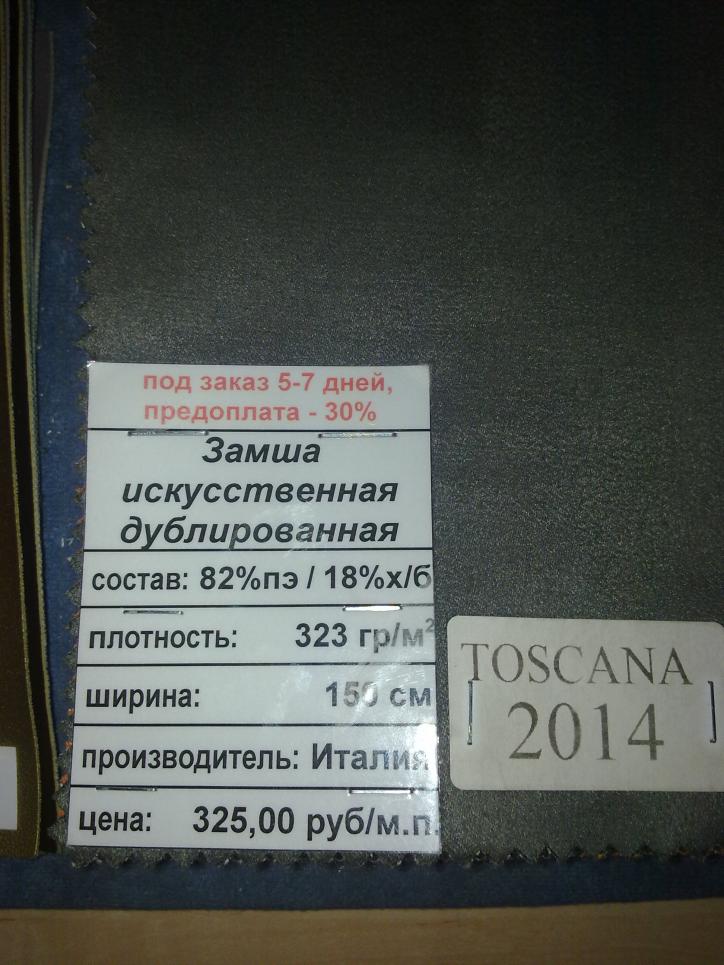 под заказ 5-7 дней,
предоплата - 30%
Замша
искусственная
дублированная
состав: 82%пэ / 18%х/б
плотность: 323 гр/м²
ширина: 150 см
производитель: Италия
цена: 325,00 руб/м.п.
TOSCANA
2014